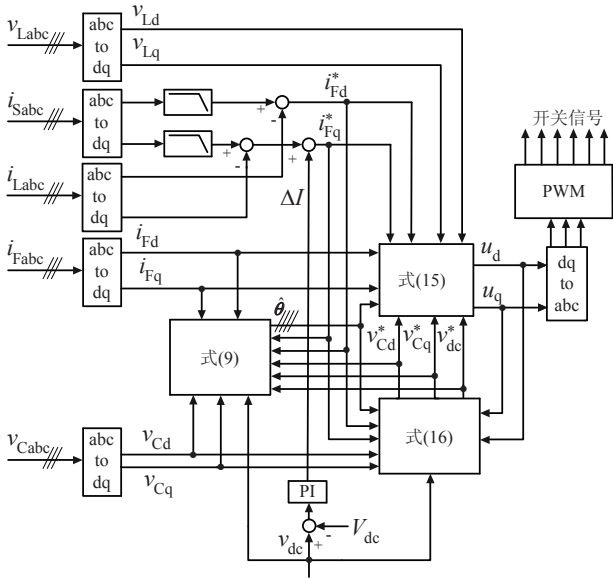 v_Labc
abc to dq
v_Ld
v_Lq
i_Sabc
abc to dq
+
-
i*_Fd
+
-
+
i*_Fq
开关信号
PWM
i_Labc
abc to dq
ΔI
i_Fabc
abc to dq
i_Fd
i_Fq
式(15)
u_d
u_q
dq to abc
θ̂
式(9)
v*_Cd
v*_Cq
v*_dc
式(16)
v_Cabc
abc to dq
v_Cd
v_Cq
PI
v_dc
+
-
V_dc